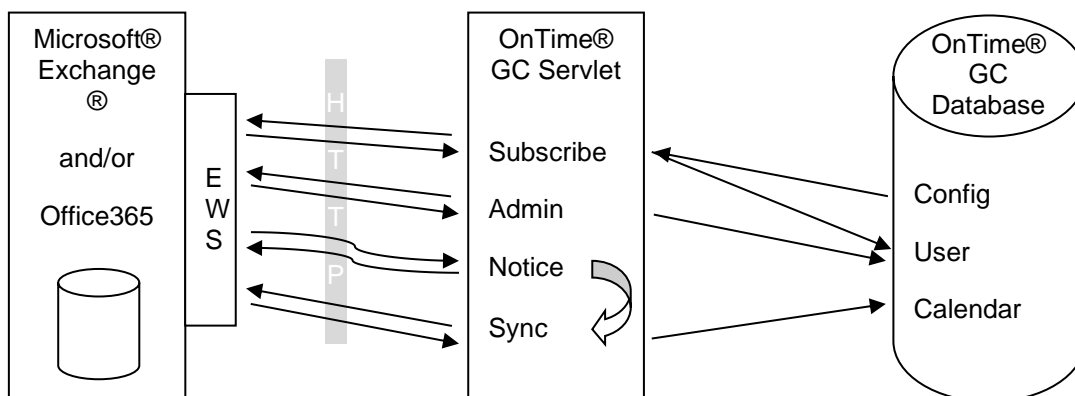 Microsoft®
Exchange
®
and/or
Office365
E
W
S
H
T
T
P
OnTime®
GC Servlet
Subscribe
Admin
Notice
Sync
OnTime®
GC
Database
Config
User
Calendar